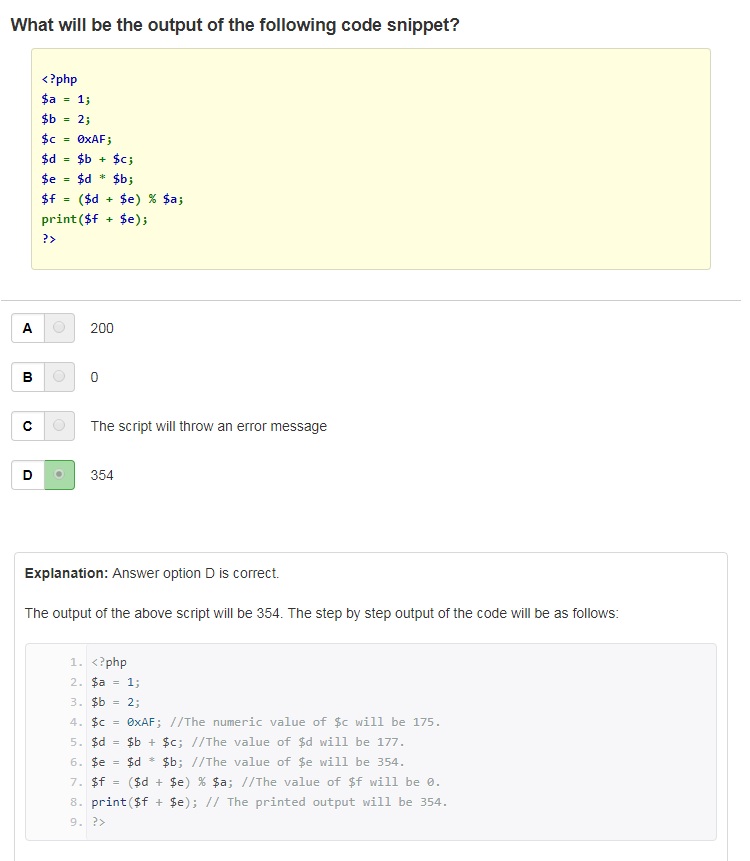 What will be the output of the following code snippet?
<?php
$a = 1;
$b = 2;
$c = 0xAF;
$d = $b + $c;
$e = $d * $b;
$f = ($d + $e) % $a;
print($f + $e);
?>
A 200
B 0
C The script will throw an error message
D 354
Explanation: Answer option D is correct.
The output of the above script will be 354. The step by step output of the code will be as follows:
1. <?php
2. $a = 1;
3. $b = 2;
4. $c = 0xAF; //The numeric value of $c will be 175.
5. $d = $b + $c; //The value of $d will be 177.
6. $e = $d * $b; //The value of $e will be 354.
7. $f = ($d + $e) % $a; //The value of $f will be 0.
8. print($f + $e); // The printed output will be 354.
9. ?>